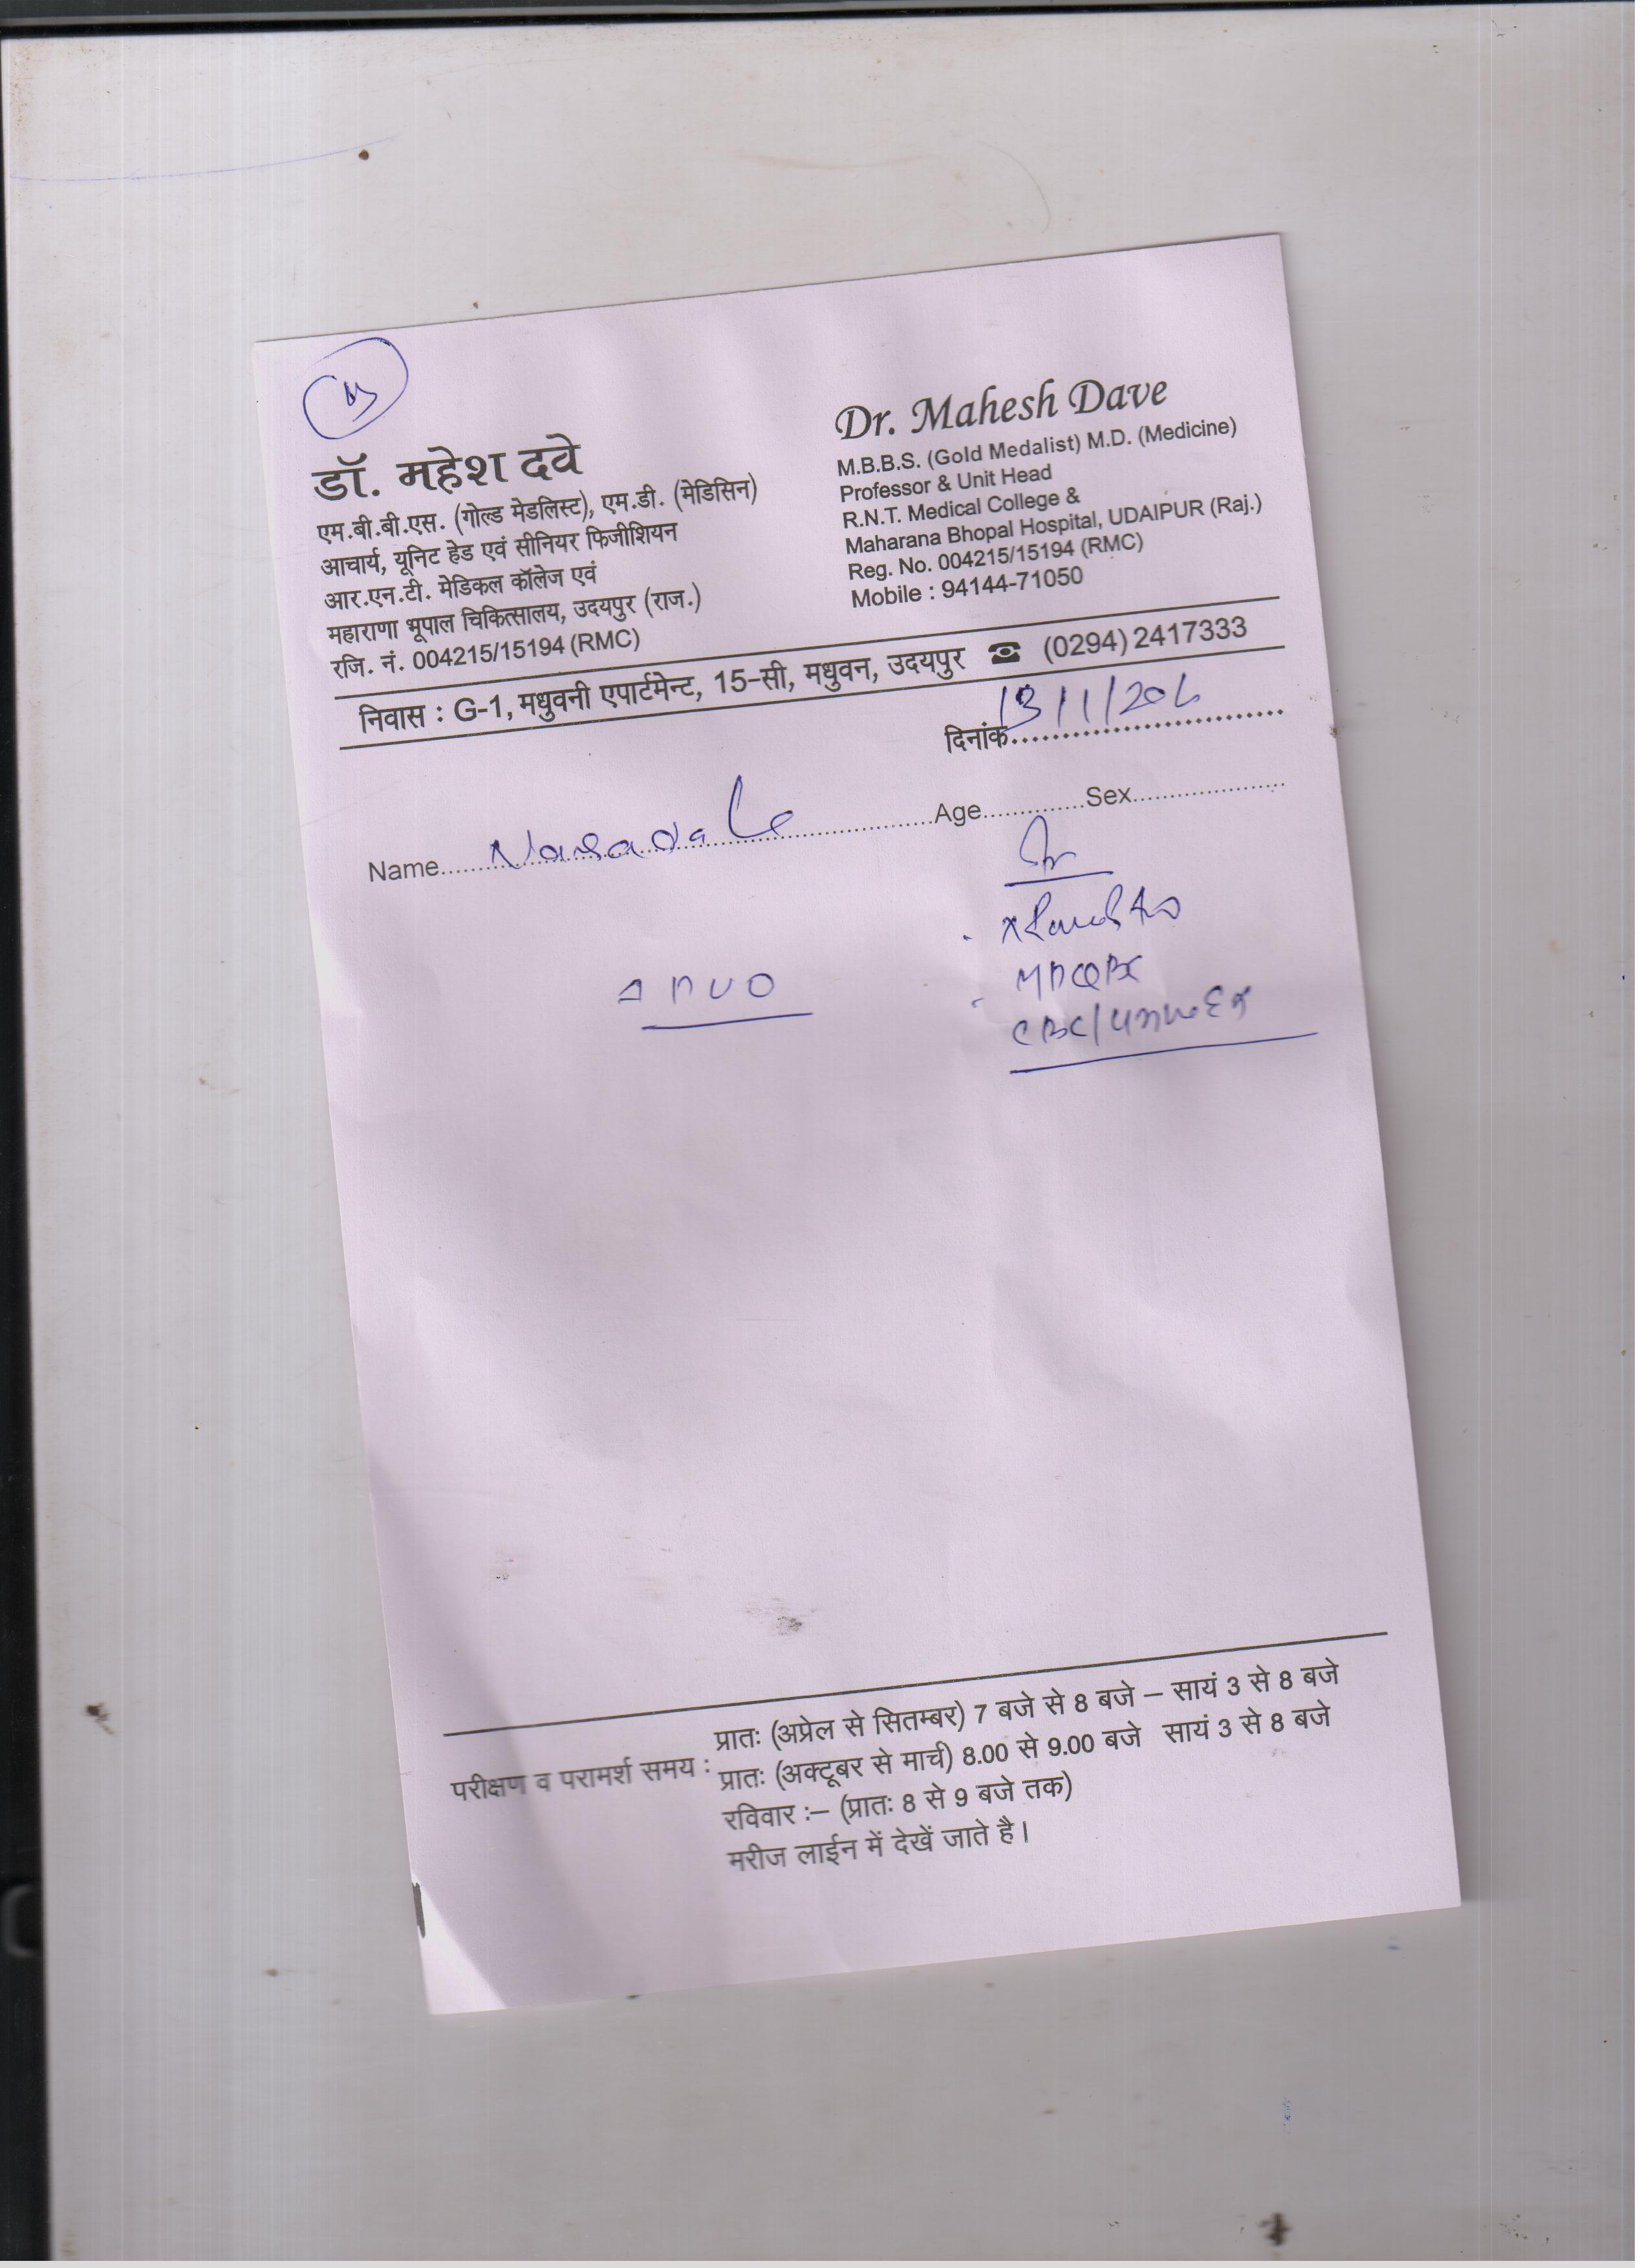 डॉ. महेश दवे
एम.बी.बी.एस. (गोल्ड मेडलिस्ट), एम.डी. (मेडिसिन)
आचार्य, यूनिट हेड एवं सीनियर फिजीशियन
आर.एन.टी. मेडिकल कॉलेज एवं
महाराणा भूपाल चिकित्सालय, उदयपुर (राज.)
रजि. नं. 004215/15194 (RMC)
Dr. Mahesh Dave
M.B.B.S. (Gold Medalist) M.D. (Medicine)
Professor & Unit Head
R.N.T. Medical College &
Maharana Bhopal Hospital, UDAIPUR (Raj.)
Reg. No. 004215/15194 (RMC)
Mobile : 94144-71050
निवास : G-1, मधुवनी एपार्टमेन्ट, 15-सी, मधुवन, उदयपुर ☎ (0294) 2417333
दिनांक
Name Age Sex
CBC/
परीक्षण व परामर्श समय :
प्रातः (अप्रेल से सितम्बर) 7 बजे से 8 बजे – सायं 3 से 8 बजे
प्रातः (अक्टूबर से मार्च) 8.00 से 9.00 बजे सायं 3 से 8 बजे
रविवार :– (प्रातः 8 से 9 बजे तक)
मरीज लाईन में देखें जाते है।